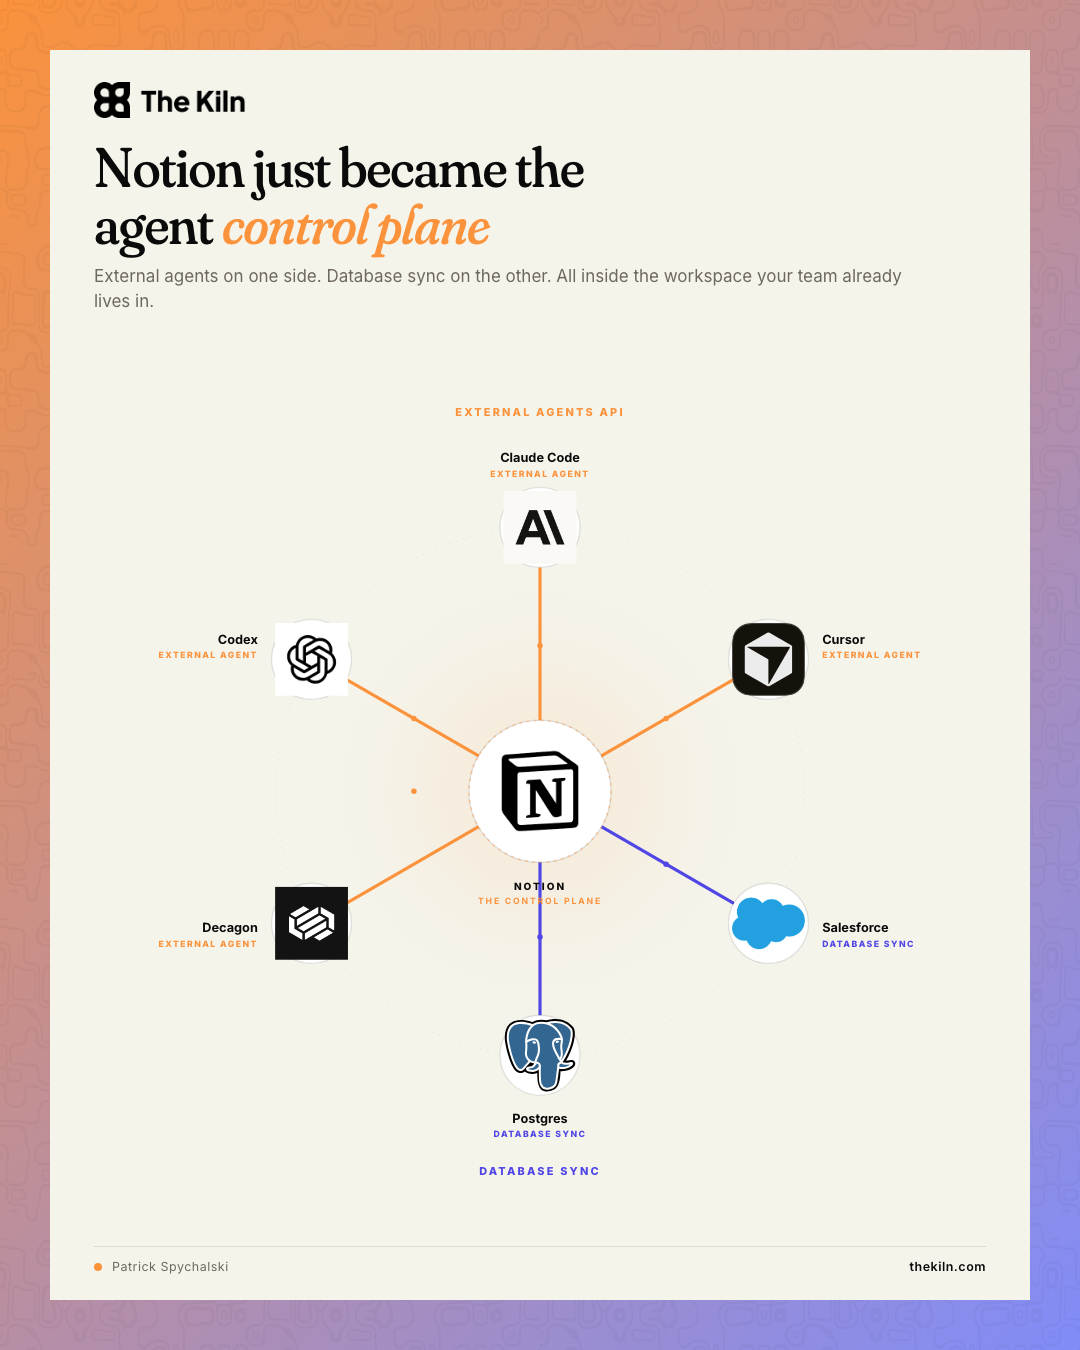 The Kiln
Notion just became the
agent control plane
External agents on one side. Database sync on the other. All inside the workspace your team already
lives in.
EXTERNAL AGENTS API
Claude Code
EXTERNAL AGENT
Codex
EXTERNAL AGENT
Cursor
EXTERNAL AGENT
N
NOTION
THE CONTROL PLANE
Decagon
EXTERNAL AGENT
Salesforce
DATABASE SYNC
Postgres
DATABASE SYNC
DATABASE SYNC
Patrick Spychalski
thekiln.com